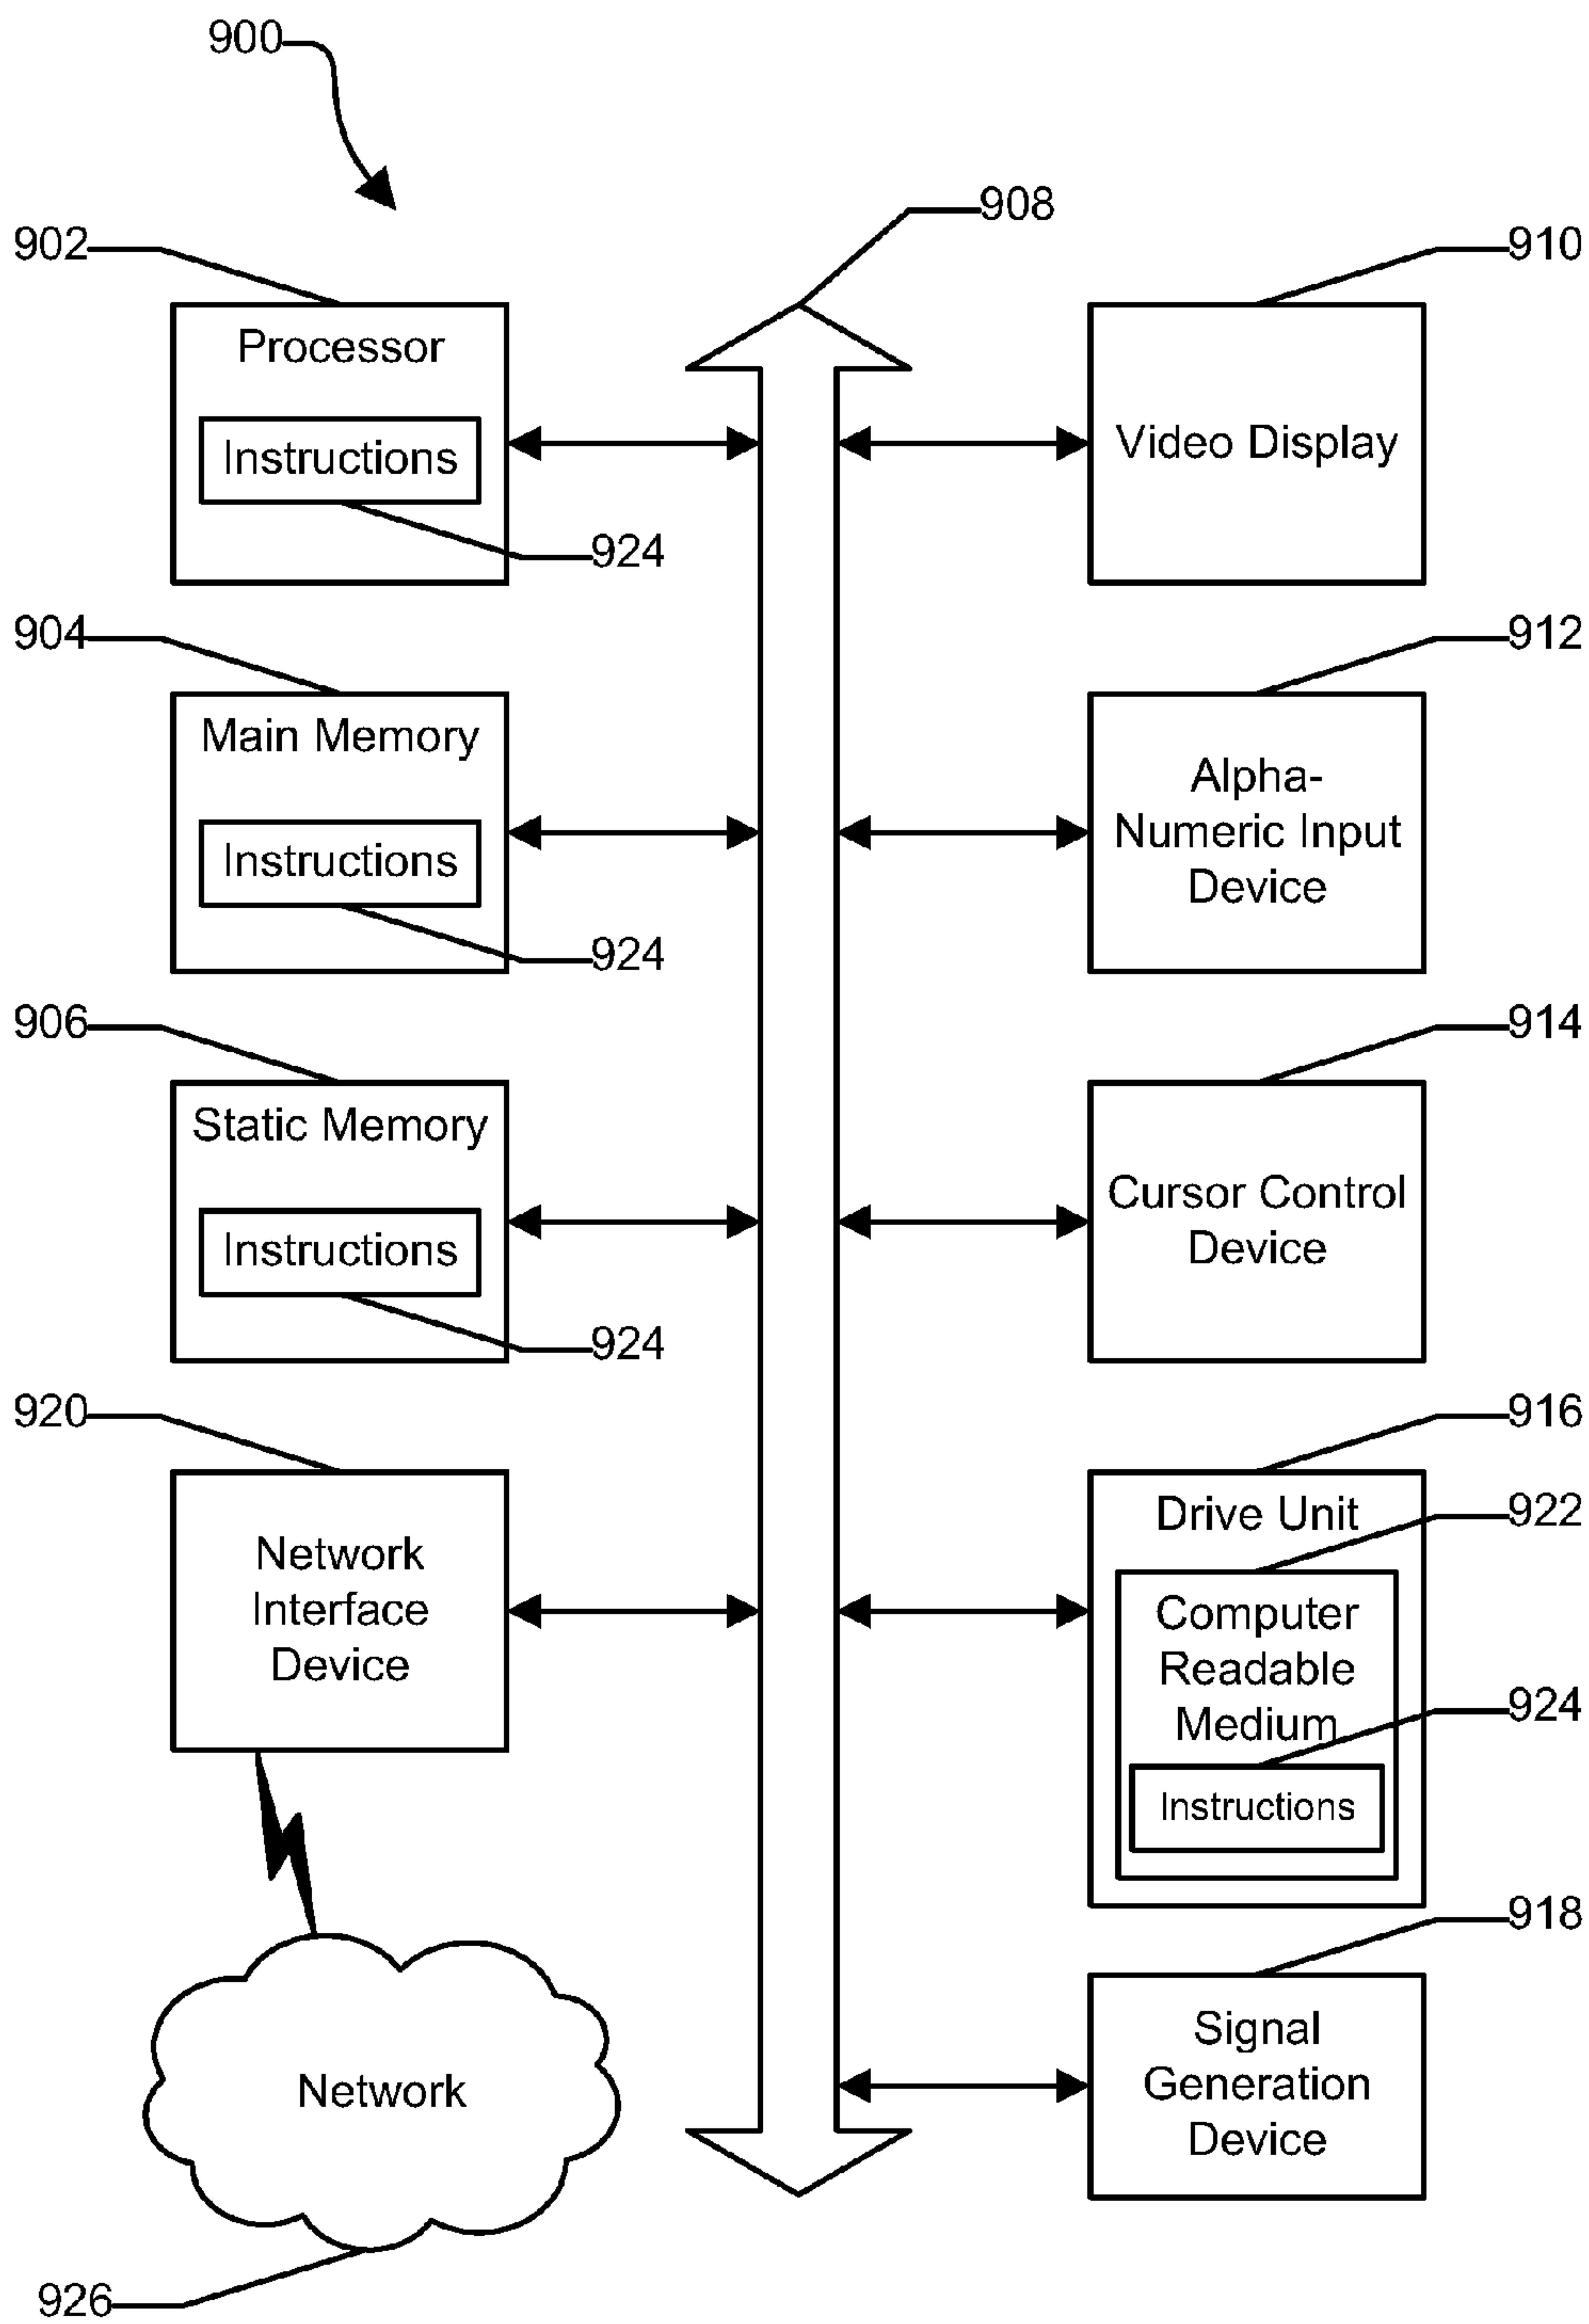 900
908
902
910
Processor
Instructions
924
Video Display
904
912
Main Memory
Instructions
924
Alpha-
Numeric Input
Device
906
914
Static Memory
Instructions
924
Cursor Control
Device
920
916
Network
Interface
Device
Drive Unit
922
Computer
Readable
Medium
924
Instructions
918
Network
Signal
Generation
Device
926